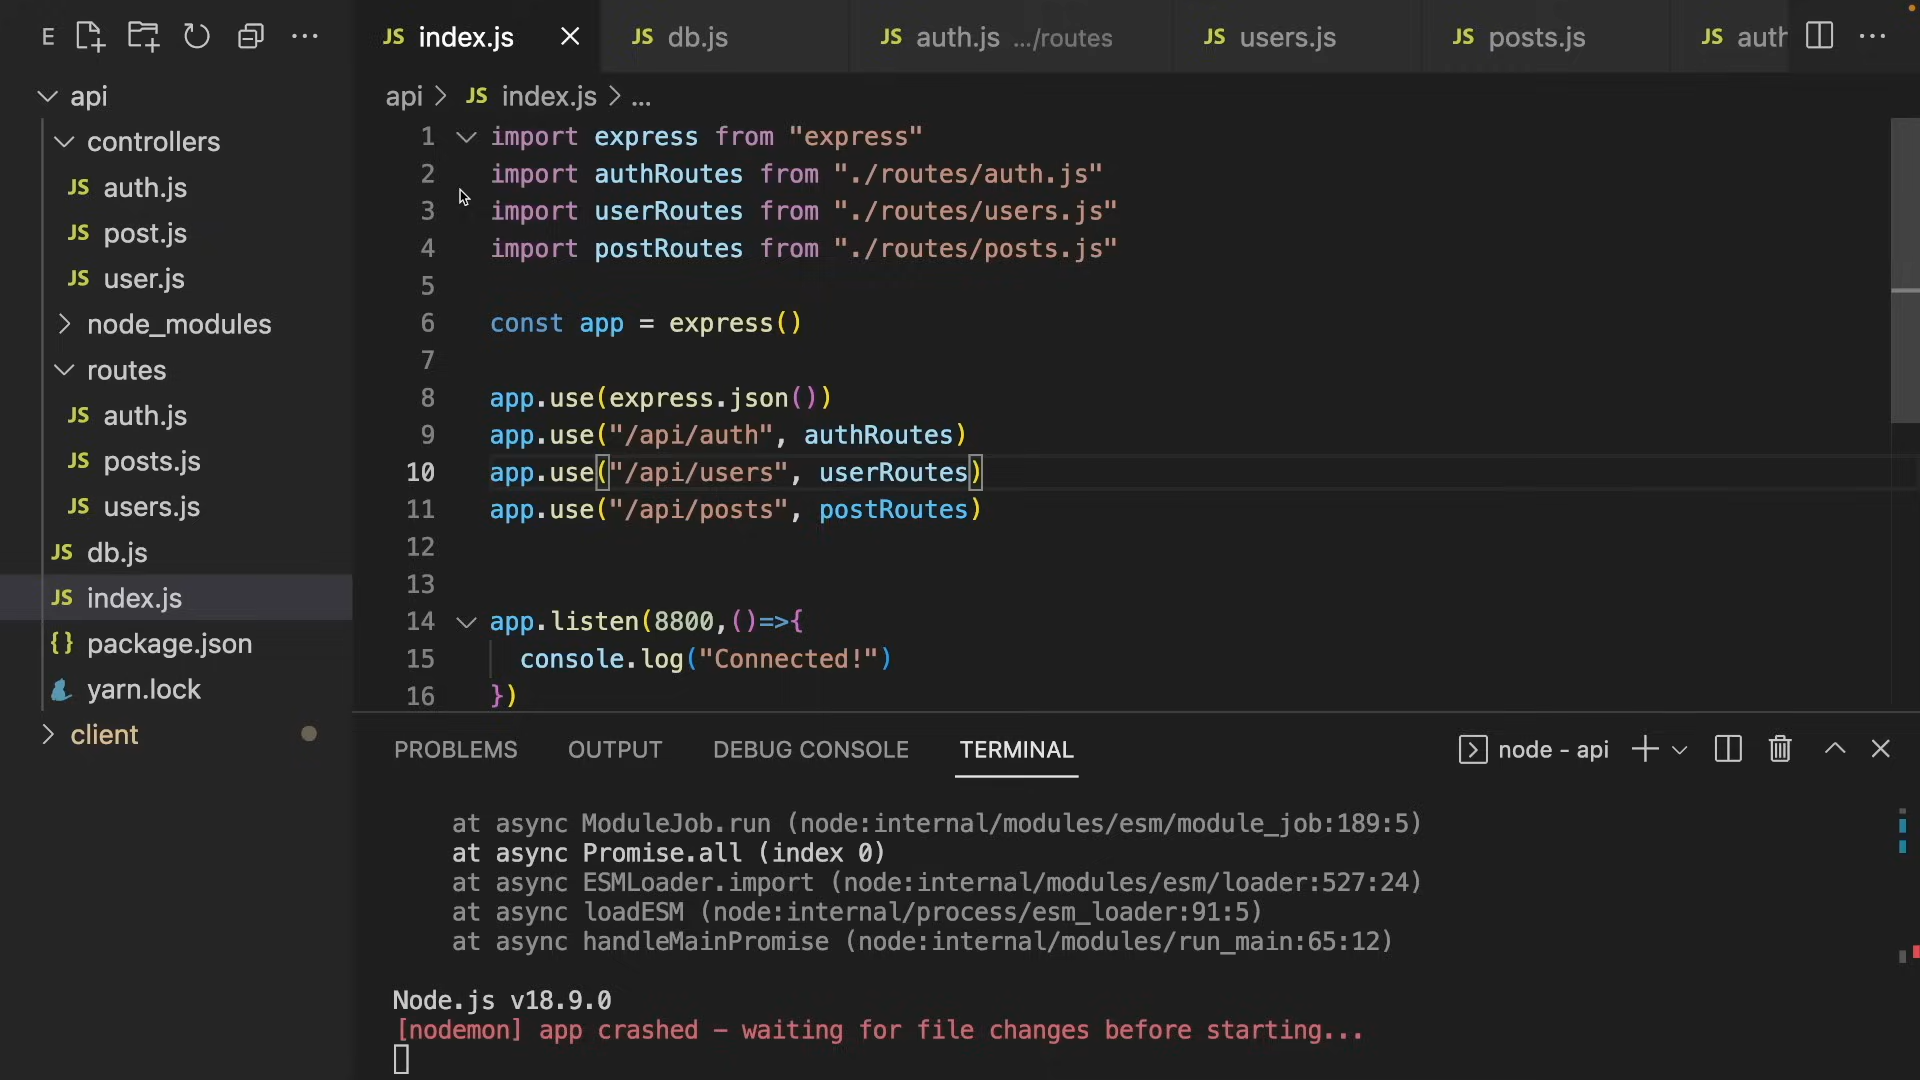 E
JS index.js
JS db.js
JS auth.js .../routes
JS users.js
JS posts.js
JS auth
api
controllers
JS auth.js
JS post.js
JS user.js
node_modules
routes
JS auth.js
JS posts.js
JS users.js
JS db.js
JS index.js
{} package.json
yarn.lock
client
api > JS index.js > ...
1 import express from "express"
2 import authRoutes from "./routes/auth.js"
3 import userRoutes from "./routes/users.js"
4 import postRoutes from "./routes/posts.js"
5
6 const app = express()
7
8 app.use(express.json())
9 app.use("/api/auth", authRoutes)
10 app.use("/api/users", userRoutes)
11 app.use("/api/posts", postRoutes)
12
13
14 app.listen(8800,()=>{
15 console.log("Connected!")
16 })
PROBLEMS OUTPUT DEBUG CONSOLE TERMINAL node - api
at async ModuleJob.run (node:internal/modules/esm/module_job:189:5)
at async Promise.all (index 0)
at async ESMLoader.import (node:internal/modules/esm/loader:527:24)
at async loadESM (node:internal/process/esm_loader:91:5)
at async handleMainPromise (node:internal/modules/run_main:65:12)
Node.js v18.9.0
[nodemon] app crashed - waiting for file changes before starting...